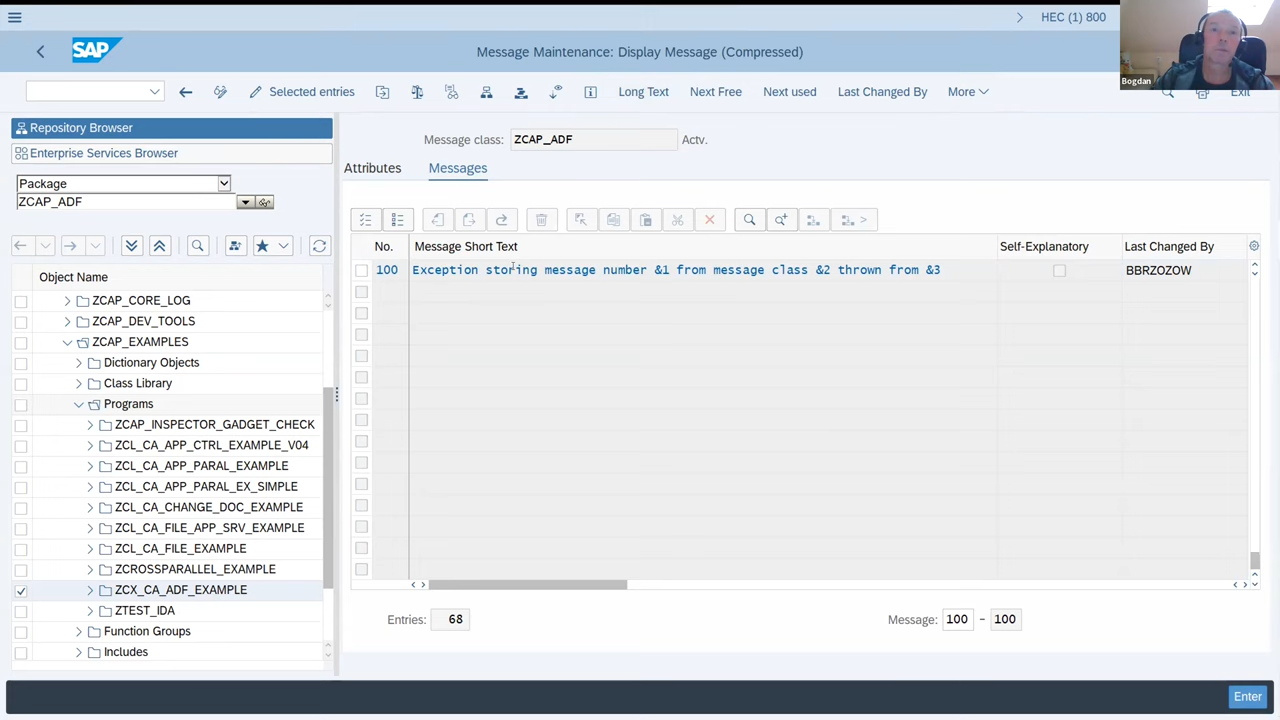 HEC (1) 800
SAP
Message Maintenance: Display Message (Compressed)
Bogdan
Selected entries
Long Text
Next Free
Next used
Last Changed By
More
Exit
Repository Browser
Enterprise Services Browser
Package
ZCAP_ADF
Object Name
ZCAP_CORE_LOG
ZCAP_DEV_TOOLS
ZCAP_EXAMPLES
Dictionary Objects
Class Library
Programs
ZCAP_INSPECTOR_GADGET_CHECK
ZCL_CA_APP_CTRL_EXAMPLE_V04
ZCL_CA_APP_PARAL_EXAMPLE
ZCL_CA_APP_PARAL_EX_SIMPLE
ZCL_CA_CHANGE_DOC_EXAMPLE
ZCL_CA_FILE_APP_SRV_EXAMPLE
ZCL_CA_FILE_EXAMPLE
ZCROSSPARALLEL_EXAMPLE
ZCX_CA_ADF_EXAMPLE
ZTEST_IDA
Function Groups
Includes
Message class: ZCAP_ADF Actv.
Attributes Messages
No. Message Short Text Self-Explanatory Last Changed By
100 Exception storing message number &1 from message class &2 thrown from &3 BBRZOZOW
Entries: 68 Message: 100 - 100
Enter